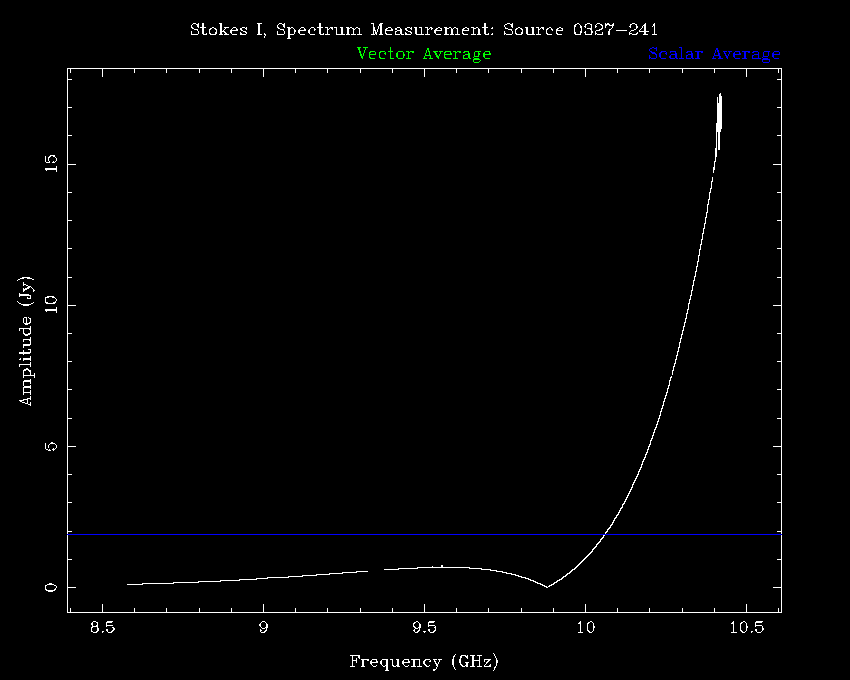 Stokes I, Spectrum Measurement: Source 0327-241
Vector Average Scalar Average
Amplitude (Jy)
15
10
5
0
8.5 9 9.5 10 10.5
Frequency (GHz)